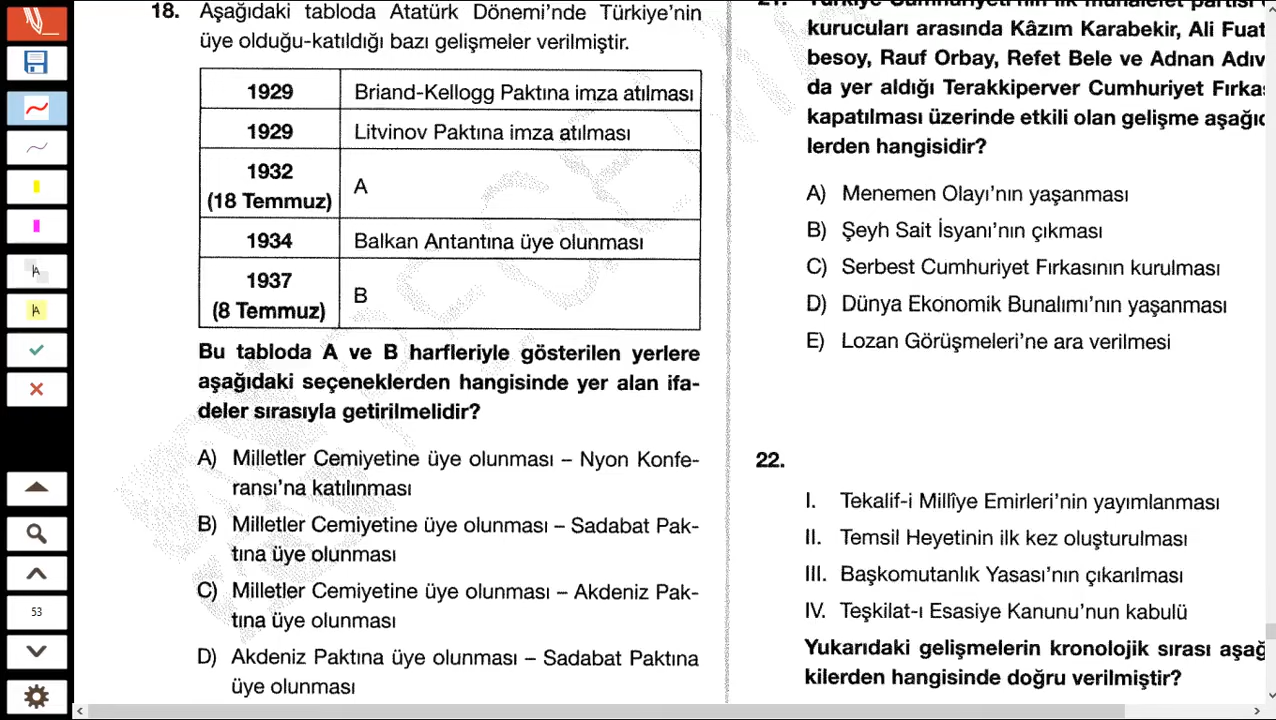 18. Aşağıdaki tabloda Atatürk Dönemi'nde Türkiye'nin
üye olduğu-katıldığı bazı gelişmeler verilmiştir.
1929 Briand-Kellogg Paktına imza atılması
1929 Litvinov Paktına imza atılması
1932
(18 Temmuz) A
1934 Balkan Antantına üye olunması
1937
(8 Temmuz) B
Bu tabloda A ve B harfleriyle gösterilen yerlere
aşağıdaki seçeneklerden hangisinde yer alan ifa-
deler sırasıyla getirilmelidir?
A) Milletler Cemiyetine üye olunması – Nyon Konfe-
ransı'na katılınması
B) Milletler Cemiyetine üye olunması – Sadabat Pak-
tına üye olunması
C) Milletler Cemiyetine üye olunması – Akdeniz Pak-
tına üye olunması
D) Akdeniz Paktına üye olunması – Sadabat Paktına
üye olunması
21. Türkiye Cumhuriyeti'nin ilk muhalefet partisi
kurucuları arasında Kâzım Karabekir, Ali Fuat
besoy, Rauf Orbay, Refet Bele ve Adnan Adıv
da yer aldığı Terakkiperver Cumhuriyet Fırka
kapatılması üzerinde etkili olan gelişme aşağıd
lerden hangisidir?
A) Menemen Olayı'nın yaşanması
B) Şeyh Sait İsyanı'nın çıkması
C) Serbest Cumhuriyet Fırkasının kurulması
D) Dünya Ekonomik Bunalımı'nın yaşanması
E) Lozan Görüşmeleri'ne ara verilmesi
22.
I. Tekalif-i Millîye Emirleri'nin yayımlanması
II. Temsil Heyetinin ilk kez oluşturulması
III. Başkomutanlık Yasası'nın çıkarılması
IV. Teşkilat-ı Esasiye Kanunu'nun kabulü
Yukarıdaki gelişmelerin kronolojik sırası aşağ
kilerden hangisinde doğru verilmiştir?
53